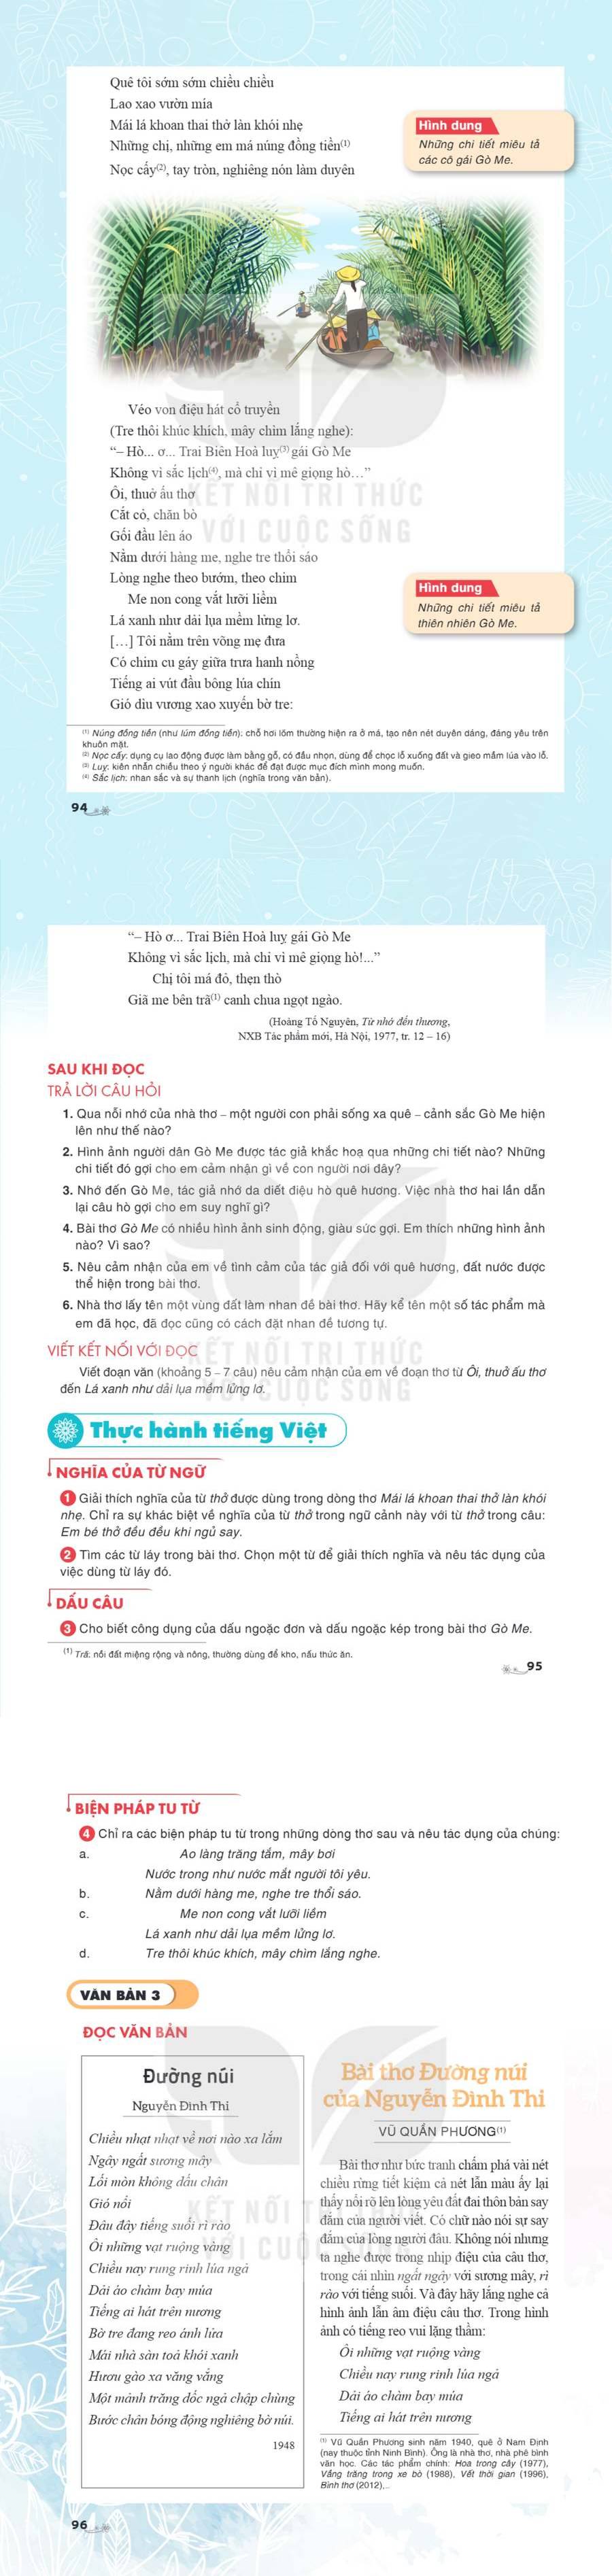 Quê tôi sớm sớm chiều chiều
Lao xao vườn mía
Mái lá khoan thai thở làn khói nhẹ
Những chị, những em má núng đồng tiền(1)
Nọc cấy(2), tay tròn, nghiêng nón làm duyên
Hình dung
Những chi tiết miêu tả
các cô gái Gò Me.
Véo von điệu hát cổ truyền
(Tre thôi khúc khích, mây chìm lắng nghe):
“– Hò... ơ... Trai Biên Hoà luỵ(3) gái Gò Me
Không vì sắc lịch(4), mà chỉ vì mê giọng hò…”
Ôi, thuở ấu thơ
Cắt cỏ, chăn bò
Gối đầu lên áo
Nằm dưới hàng me, nghe tre thổi sáo
Lòng nghe theo bướm, theo chim
Me non cong vắt lưỡi liềm
Lá xanh như dải lụa mềm lửng lơ.
[…] Tôi nằm trên võng mẹ đưa
Có chim cu gáy giữa trưa hanh nồng
Tiếng ai vút đầu bông lúa chín
Gió dìu vương xao xuyến bờ tre:
Hình dung
Những chi tiết miêu tả
thiên nhiên Gò Me.
KẾT NỐI TRI THỨC
VỚI CUỘC SỐNG
(1) Núng đồng tiền (như lúm đồng tiền): chỗ hơi lõm thường hiện ra ở má, tạo nên nét duyên dáng, đáng yêu trên
khuôn mặt.
(2) Nọc cấy: dụng cụ lao động được làm bằng gỗ, có đầu nhọn, dùng để chọc lỗ xuống đất và gieo mầm lúa vào lỗ.
(3) Luỵ: kiên nhẫn chiều theo ý người khác để đạt được mục đích mình mong muốn.
(4) Sắc lịch: nhan sắc và sự thanh lịch (nghĩa trong văn bản).
94
“– Hò ơ... Trai Biên Hoà luỵ gái Gò Me
Không vì sắc lịch, mà chỉ vì mê giọng hò!...”
Chị tôi má đỏ, thẹn thò
Giã me bên trã(1) canh chua ngọt ngào.
(Hoàng Tố Nguyên, Từ nhớ đến thương,
NXB Tác phẩm mới, Hà Nội, 1977, tr. 12 – 16)
SAU KHI ĐỌC
TRẢ LỜI CÂU HỎI
1. Qua nỗi nhớ của nhà thơ – một người con phải sống xa quê – cảnh sắc Gò Me hiện
lên như thế nào?
2. Hình ảnh người dân Gò Me được tác giả khắc hoạ qua những chi tiết nào? Những
chi tiết đó gợi cho em cảm nhận gì về con người nơi đây?
3. Nhớ đến Gò Me, tác giả nhớ da diết điệu hò quê hương. Việc nhà thơ hai lần dẫn
lại câu hò gợi cho em suy nghĩ gì?
4. Bài thơ Gò Me có nhiều hình ảnh sinh động, giàu sức gợi. Em thích những hình ảnh
nào? Vì sao?
5. Nêu cảm nhận của em về tình cảm của tác giả đối với quê hương, đất nước được
thể hiện trong bài thơ.
6. Nhà thơ lấy tên một vùng đất làm nhan đề bài thơ. Hãy kể tên một số tác phẩm mà
em đã học, đã đọc cũng có cách đặt nhan đề tương tự.
VIẾT KẾT NỐI VỚI ĐỌC
Viết đoạn văn (khoảng 5 – 7 câu) nêu cảm nhận của em về đoạn thơ từ Ôi, thuở ấu thơ
đến Lá xanh như dải lụa mềm lửng lơ.
KẾT NỐI TRI THỨC
VỚI CUỘC SỐNG
Thực hành tiếng Việt
NGHĨA CỦA TỪ NGỮ
1 Giải thích nghĩa của từ thở được dùng trong dòng thơ Mái lá khoan thai thở làn khói
nhẹ. Chỉ ra sự khác biệt về nghĩa của từ thở trong ngữ cảnh này với từ thở trong câu:
Em bé thở đều đều khi ngủ say.
2 Tìm các từ láy trong bài thơ. Chọn một từ để giải thích nghĩa và nêu tác dụng của
việc dùng từ láy đó.
DẤU CÂU
3 Cho biết công dụng của dấu ngoặc đơn và dấu ngoặc kép trong bài thơ Gò Me.
(1) Trã: nồi đất miệng rộng và nông, thường dùng để kho, nấu thức ăn.
95
BIỆN PHÁP TU TỪ
4 Chỉ ra các biện pháp tu từ trong những dòng thơ sau và nêu tác dụng của chúng:
a. Ao làng trăng tắm, mây bơi
Nước trong như nước mắt người tôi yêu.
b. Nằm dưới hàng me, nghe tre thổi sáo.
c. Me non cong vắt lưỡi liềm
Lá xanh như dải lụa mềm lửng lơ.
d. Tre thôi khúc khích, mây chìm lắng nghe.
VĂN BẢN 3
ĐỌC VĂN BẢN
Đường núi
Nguyễn Đình Thi
Chiều nhạt nhạt về nơi nào xa lắm
Ngây ngất sương mây
Lối mòn không dấu chân
Gió nổi
Đâu đây tiếng suối rì rào
Ôi những vạt ruộng vàng
Chiều nay rung rinh lúa ngả
Dải áo chàm bay múa
Tiếng ai hát trên nương
Bờ tre đang reo ánh lửa
Mái nhà sàn toả khói xanh
Hươu gào xa văng vẳng
Một mảnh trăng dốc ngả chập chùng
Bước chân bóng động nghiêng bờ núi.
1948
Bài thơ Đường núi
của Nguyễn Đình Thi
VŨ QUẦN PHƯƠNG(1)
Bài thơ như bức tranh chấm phá vài nét
chiều rừng tiết kiệm cả nét lẫn màu ấy lại
thấy nổi rõ lên lòng yêu đất đai thôn bản say
đắm của người viết. Có chữ nào nói sự say
đắm của lòng người đâu. Không nói nhưng
ta nghe được trong nhịp điệu của câu thơ,
trong cái nhìn ngất ngây với sương mây, rì
rào với tiếng suối. Và đây hãy lắng nghe cả
hình ảnh lẫn âm điệu câu thơ. Trong hình
ảnh có tiếng reo vui lặng thầm:
Ôi những vạt ruộng vàng
Chiều nay rung rinh lúa ngả
Dải áo chàm bay múa
Tiếng ai hát trên nương
KẾT NỐI TRI THỨC
VỚI CUỘC SỐNG
(1) Vũ Quần Phương sinh năm 1940, quê ở Nam Định
(nay thuộc tỉnh Ninh Bình). Ông là nhà thơ, nhà phê bình
văn học. Các tác phẩm chính: Hoa trong cây (1977),
Vầng trăng trong xe bò (1988), Vết thời gian (1996),
Bình thơ (2012),...
96